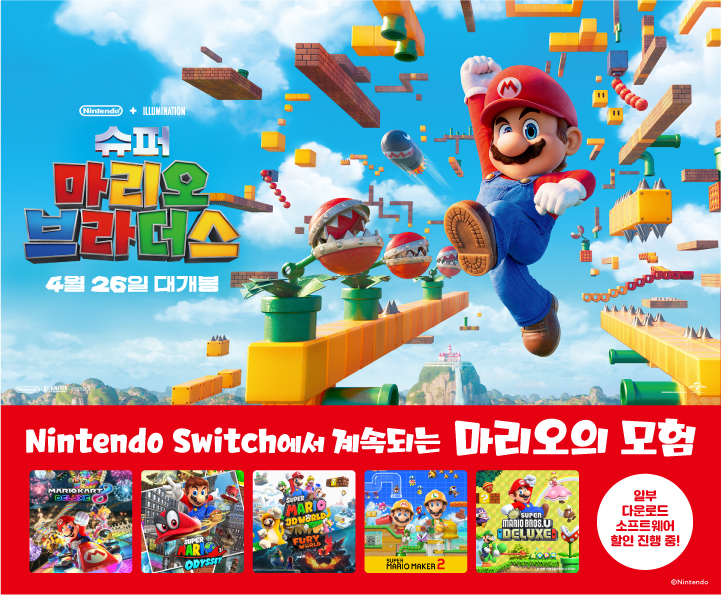 Nintendo + ILLUMINATION
슈퍼
마리오
브라더스
4월 26일 대개봉
Nintendo Switch에서 계속되는 마리오의 모험
MARIOKART 8
DELUXE
SUPER
MARIO
ODYSSEY
SUPER
MARIO
3D WORLD
+
BOWSER'S
FURY
WORLD
SUPER
MARIO MAKER 2
NEW
SUPER
MARIO BROS. U
DELUXE
일부
다운로드
소프트웨어
할인 진행 중!
©Nintendo